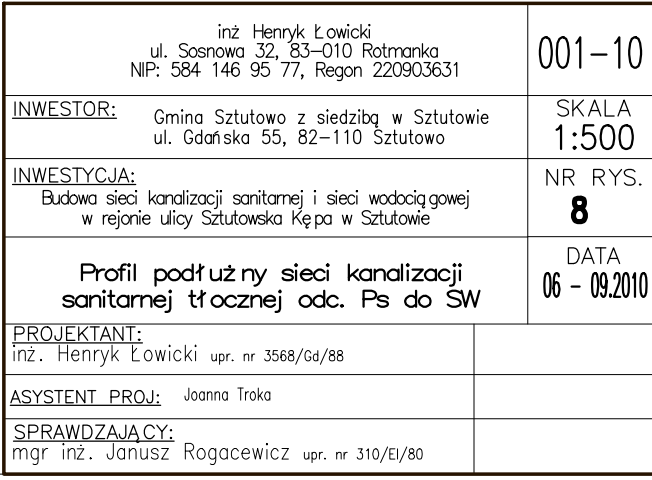 inż Henryk Łowicki
ul. Sosnowa 32, 83-010 Rotmanka
NIP: 584 146 95 77, Regon 220903631
001-10
INWESTOR:
Gmina Sztutowo z siedzibą w Sztutowie
ul. Gdańska 55, 82-110 Sztutowo
SKALA
1:500
INWESTYCJA:
Budowa sieci kanalizacji sanitarnej i sieci wodociągowej
w rejonie ulicy Sztutowska Kępa w Sztutowie
NR RYS.
8
Profil podłużny sieci kanalizacji
sanitarnej tłocznej odc. Ps do SW
DATA
06 - 09.2010
PROJEKTANT:
inż. Henryk Łowicki upr. nr 3568/Gd/88
ASYSTENT PROJ: Joanna Troka
SPRAWDZAJĄCY:
mgr inż. Janusz Rogacewicz upr. nr 310/El/80